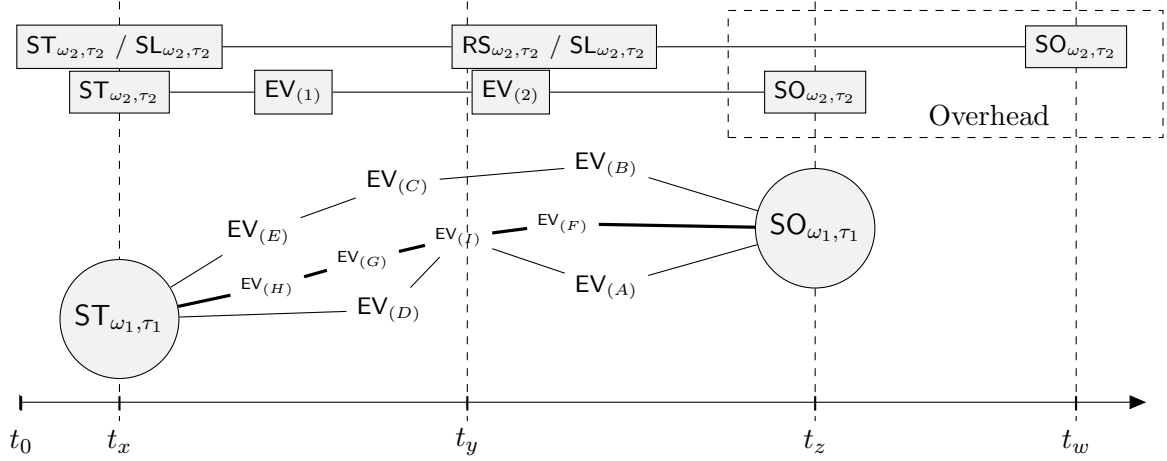 ST_{ω₂,τ₂} / SL_{ω₂,τ₂} RS_{ω₂,τ₂} / SL_{ω₂,τ₂} SO_{ω₂,τ₂}
ST_{ω₂,τ₂} EV_{(1)} EV_{(2)} SO_{ω₂,τ₂}
Overhead
EV_{(C)} EV_{(B)}
EV_{(E)} EV_{(I)} EV_{(F)} SO_{ω₁,τ₁}
EV_{(H)} EV_{(G)} EV_{(A)}
ST_{ω₁,τ₁} EV_{(D)}
t₀ t_x t_y t_z t_w